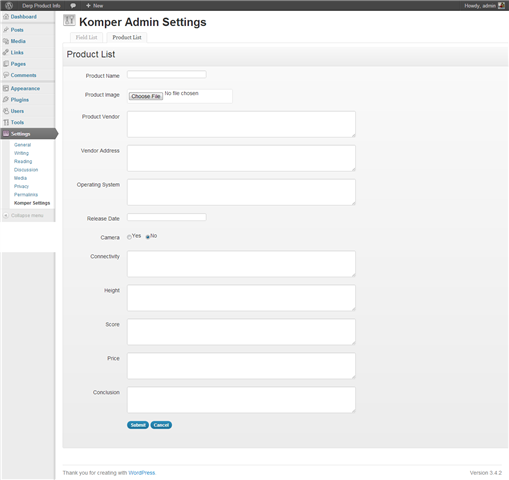 Derp Product Info
New
Howdy, admin
Dashboard
Posts
Media
Links
Pages
Comments
Appearance
Plugins
Users
Tools
Settings
General
Writing
Reading
Discussion
Media
Privacy
Permalinks
Komper Settings
Collapse menu
Komper Admin Settings
Field List
Product List
Product List
Product Name
Product Image
Choose File No file chosen
Product Vendor
Vendor Address
Operating System
Release Date
Camera
Yes No
Connectivity
Height
Score
Price
Conclusion
Submit Cancel
Thank you for creating with WordPress.
Version 3.4.2